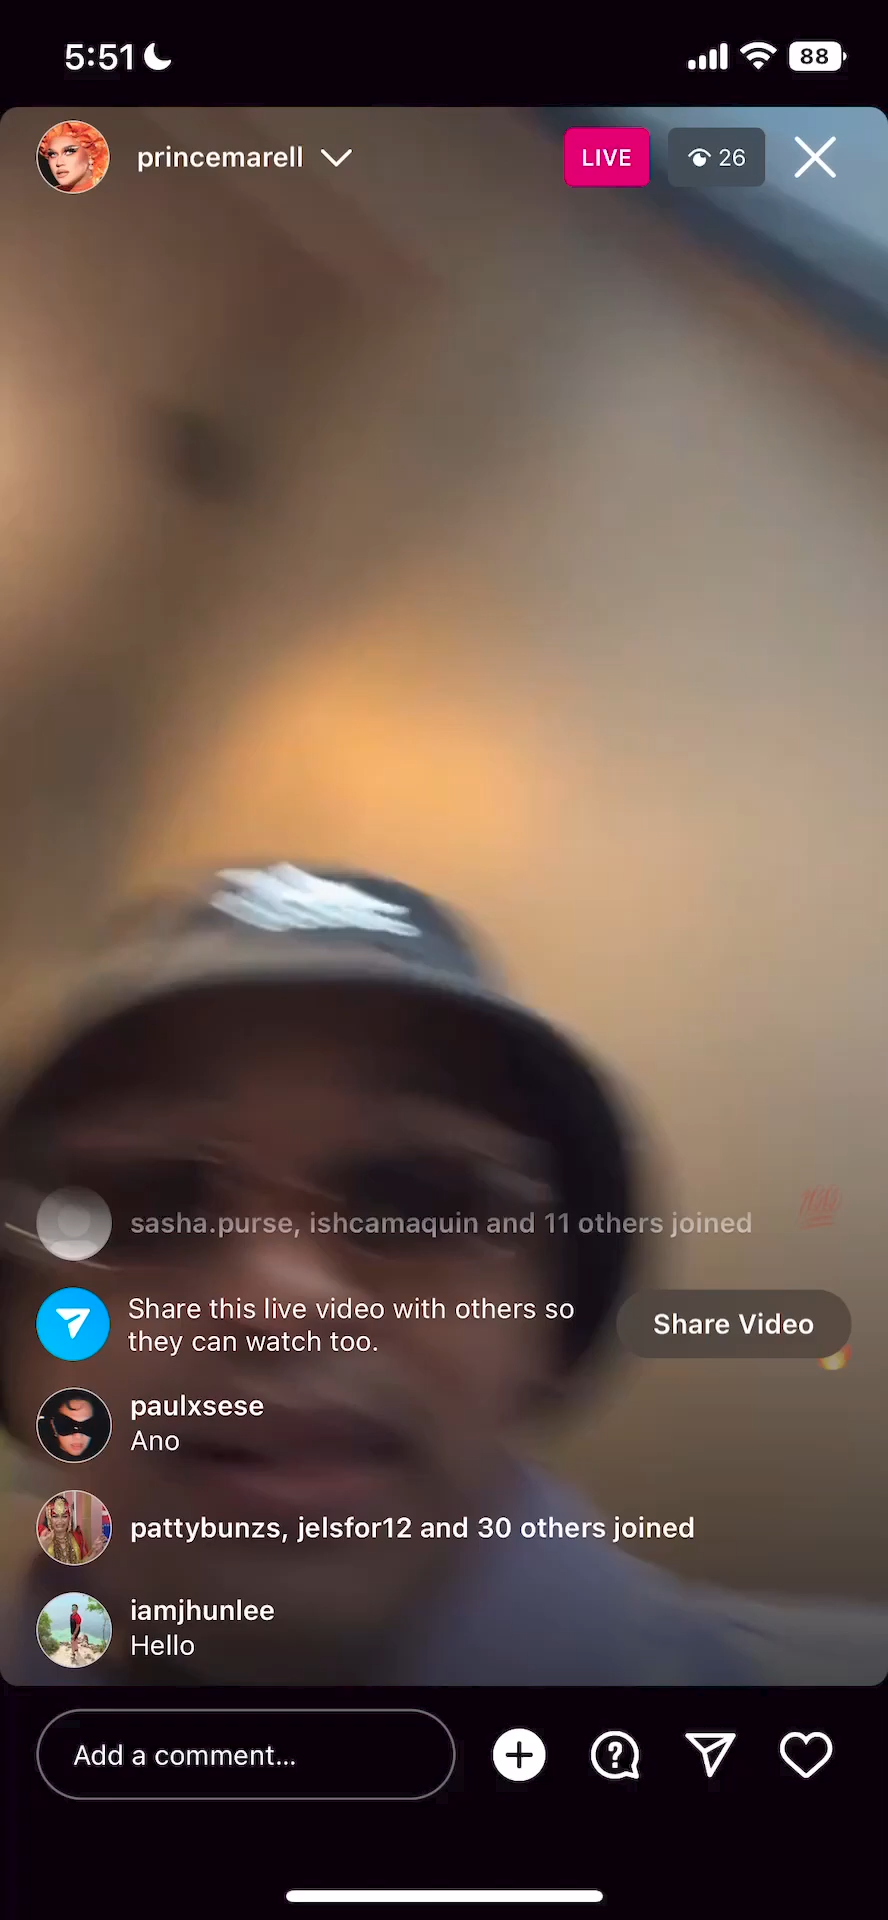 5:51
88
princemarell
LIVE
26
sasha.purse, ishcamaquin and 11 others joined
💯
Share this live video with others so
they can watch too.
Share Video
paulxsese
Ano
pattybunzs, jelsfor12 and 30 others joined
iamjhunlee
Hello
Add a comment...